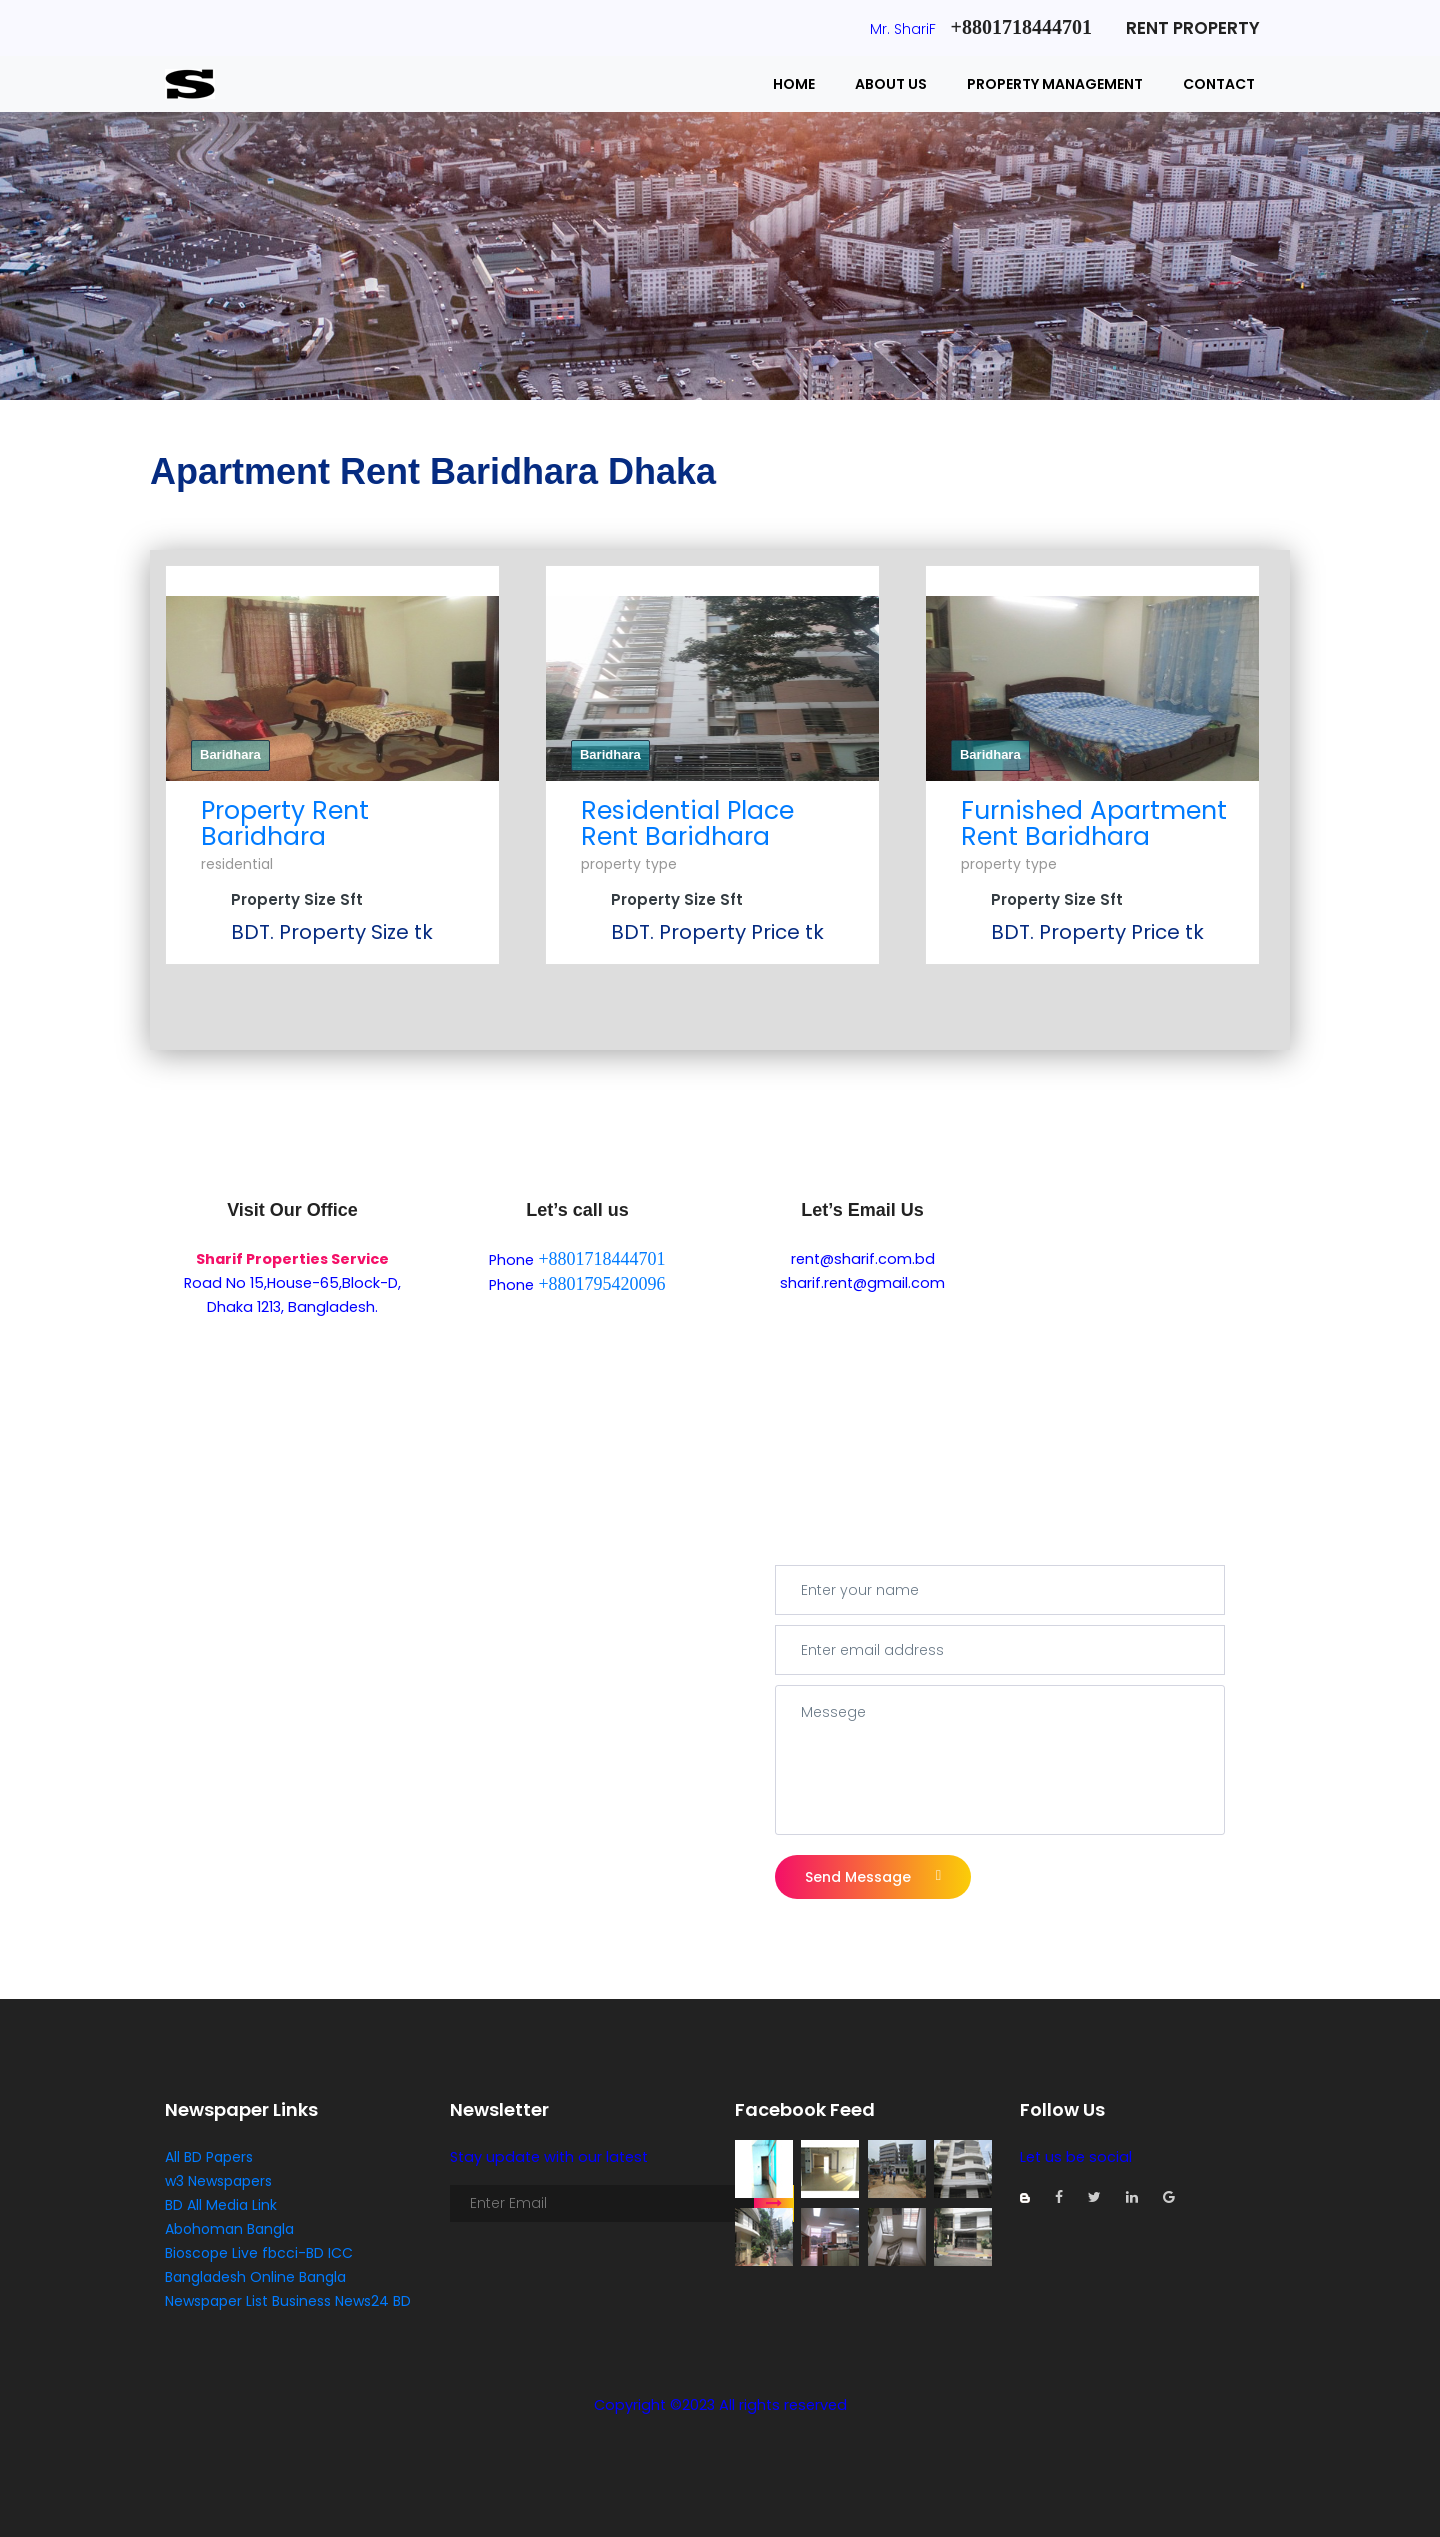 Mr. ShariF +8801718444701 RENT PROPERTY
S
HOME ABOUT US PROPERTY MANAGEMENT CONTACT
Apartment Rent Baridhara Dhaka
Baridhara
Property Rent
Baridhara
residential
Property Size Sft
BDT. Property Size tk
Baridhara
Residential Place
Rent Baridhara
property type
Property Size Sft
BDT. Property Price tk
Baridhara
Furnished Apartment
Rent Baridhara
property type
Property Size Sft
BDT. Property Price tk
Visit Our Office
Sharif Properties Service
Road No 15,House-65,Block-D,
Dhaka 1213, Bangladesh.
Let’s call us
Phone +8801718444701
Phone +8801795420096
Let’s Email Us
rent@sharif.com.bd
sharif.rent@gmail.com
Enter your name
Enter email address
Messege
Send Message
Newspaper Links
All BD Papers
w3 Newspapers
BD All Media Link
Abohoman Bangla
Bioscope Live fbcci-BD ICC
Bangladesh Online Bangla
Newspaper List Business News24 BD
Newsletter
Stay update with our latest
Enter Email
Facebook Feed
Follow Us
Let us be social
Copyright ©2023 All rights reserved